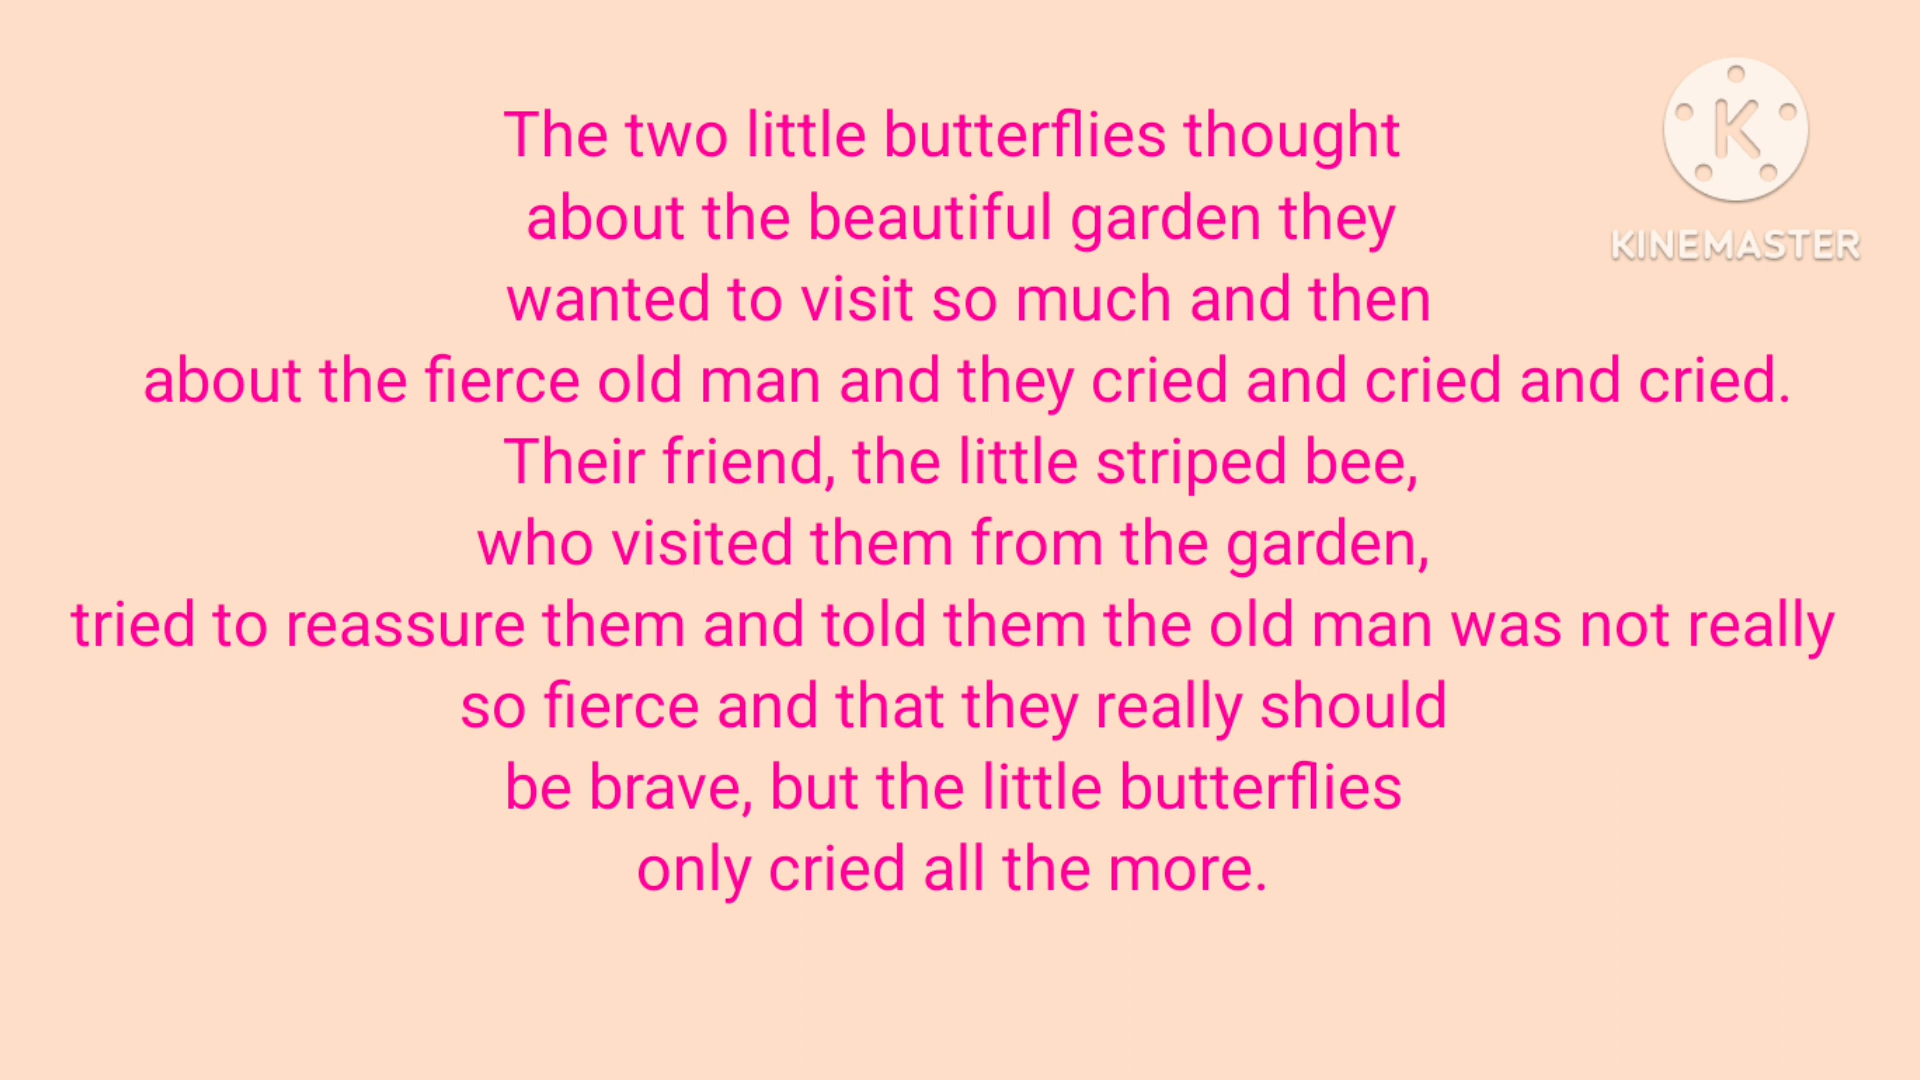 The two little butterflies thought
about the beautiful garden they
wanted to visit so much and then
about the fierce old man and they cried and cried and cried.
Their friend, the little striped bee,
who visited them from the garden,
tried to reassure them and told them the old man was not really
so fierce and that they really should
be brave, but the little butterflies
only cried all the more.
K
KINEMASTER